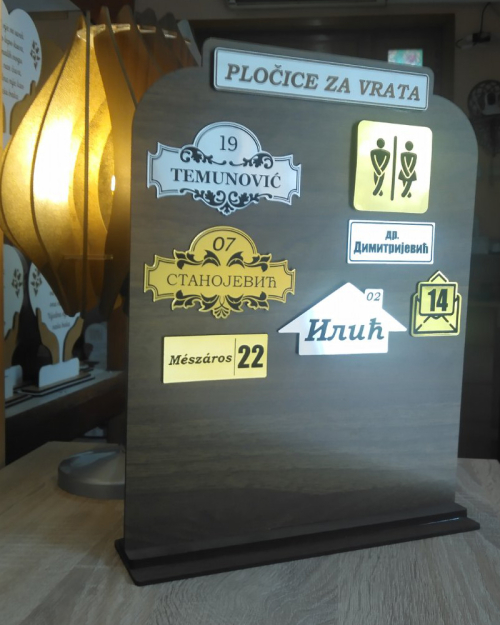 PLOČICE ZA VRATA
19
TEMUNOVIĆ
07
СТАНОЈЕВИЋ
др.
Димитријевић
02
Илић
14
Mészáros 22